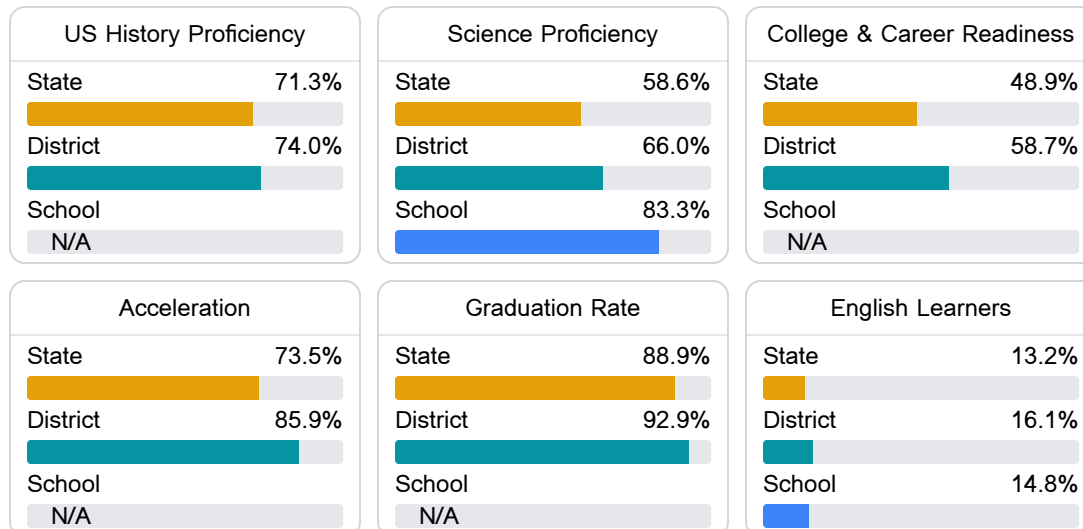 US History Proficiency
State 71.3%
District 74.0%
School
N/A
Science Proficiency
State 58.6%
District 66.0%
School 83.3%
College & Career Readiness
State 48.9%
District 58.7%
School
N/A
Acceleration
State 73.5%
District 85.9%
School
N/A
Graduation Rate
State 88.9%
District 92.9%
School
N/A
English Learners
State 13.2%
District 16.1%
School 14.8%